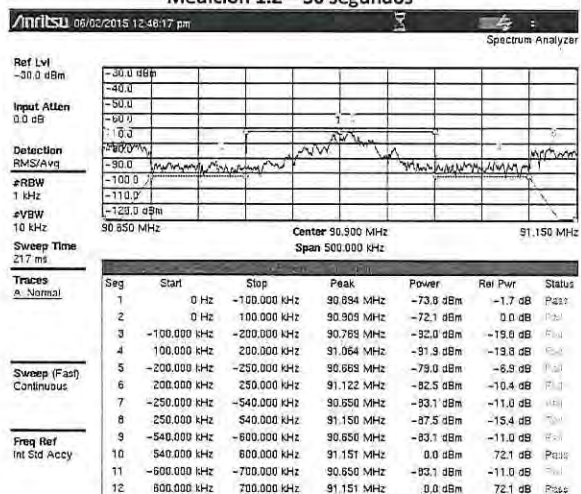 Medición 1.2 – 30 segundos
Anritsu 06/02/2015 12:46:17 pm
Spectrum Analyzer
Ref Lvl
-30.0 dBm
Input Atten
0.0 dB
Detection
RMS/Avg
#RBW
1 kHz
#VBW
10 kHz
Sweep Time
217 ms
Traces
A: Normal
Sweep (Fast)
Continuous
Freq Ref
Int Std Accy
-30.0 dBm
-40.0
-50.0
-60.0
-80.0
-90.0
-100.0
-110.0
-120.0 dBm
1
90.650 MHz
Center 90.900 MHz
91.150 MHz
Span 500.000 kHz
Seg Start Stop Peak Power Rel Pwr Status
1 0 Hz -100.000 kHz 90.894 MHz -73.8 dBm -1.7 dB Pass
2 0 Hz 100.000 kHz 90.909 MHz -72.1 dBm 0.0 dB
3 -100.000 kHz -200.000 kHz 90.769 MHz -92.0 dBm -19.8 dB
4 100.000 kHz 200.000 kHz 91.064 MHz -91.9 dBm -19.8 dB
5 -200.000 kHz -250.000 kHz 90.669 MHz -79.0 dBm -6.9 dB
6 200.000 kHz 250.000 kHz 91.122 MHz -82.5 dBm -10.4 dB
7 -250.000 kHz -540.000 kHz 90.650 MHz -83.1 dBm -11.0 dB
8 250.000 kHz 540.000 kHz 91.150 MHz -87.5 dBm -15.4 dB
9 -540.000 kHz -600.000 kHz 90.650 MHz -83.1 dBm -11.0 dB
10 540.000 kHz 600.000 kHz 91.151 MHz 0.0 dBm 72.1 dB Pass
11 -600.000 kHz -700.000 kHz 90.650 MHz -83.1 dBm -11.0 dB
12 600.000 kHz 700.000 kHz 91.151 MHz 0.0 dBm 72.1 dB Pass